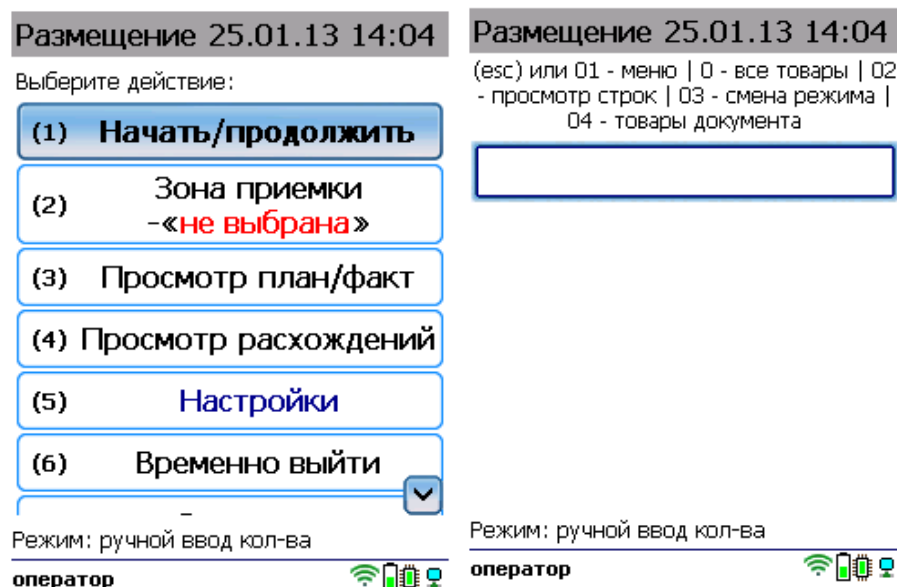 Размещение 25.01.13 14:04
Выберите действие:
(1) Начать/продолжить
(2) Зона приемки
-«не выбрана»
(3) Просмотр план/факт
(4) Просмотр расхождений
(5) Настройки
(6) Временно выйти
Режим: ручной ввод кол-ва
оператор
Размещение 25.01.13 14:04
(esc) или 01 - меню | 0 - все товары | 02
- просмотр строк | 03 - смена режима |
04 - товары документа
Режим: ручной ввод кол-ва
оператор